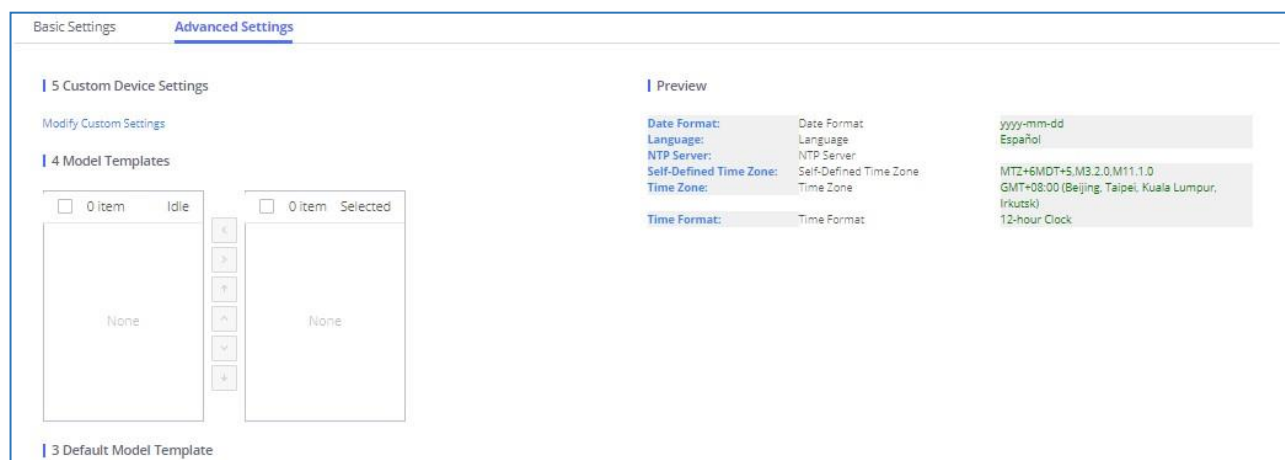 Basic Settings Advanced Settings
5 Custom Device Settings
Modify Custom Settings
4 Model Templates
0 item Idle
None
0 item Selected
None
3 Default Model Template
Preview
Date Format: Date Format yyyy-mm-dd
Language: Language Español
NTP Server: NTP Server
Self-Defined Time Zone: Self-Defined Time Zone MTZ+6MDT+5,M3.2.0,M11.1.0
Time Zone: Time Zone GMT+08:00 (Beijing, Taipei, Kuala Lumpur,
Irkutsk)
Time Format: Time Format 12-hour Clock